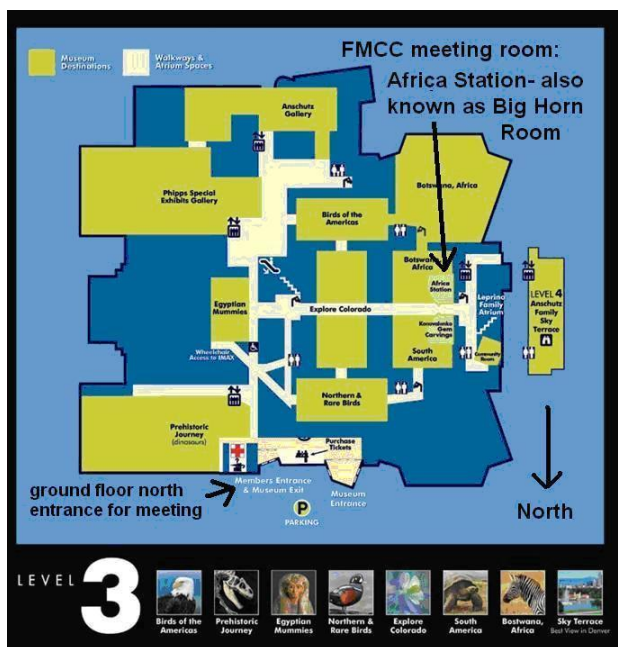 Museum
Destinations
Walkways &
Atrium Spaces
FMCC meeting room:
Africa Station- also
known as Big Horn
Room
Anschutz
Gallery
Phipps Special
Exhibits Gallery
Botswana, Africa
Birds of the
Americas
Botswana,
Africa
Africa
Station
Egyptian
Mummies
Explore Colorado
Leprino
Family
Atrium
LEVEL 4
Anschutz
Family
Sky
Terrace
Konovalenko
Gem
Carvings
Wheelchair
Access to IMAX
South
America
Community
Room
Northern &
Rare Birds
Prehistoric
Journey
(dinosaurs)
Purchase
Tickets
ground floor north
entrance for meeting
Members Entrance
& Museum Exit
Museum
Entrance
P
PARKING
North
LEVEL 3
Birds of the
Americas
Prehistoric
Journey
Egyptian
Mummies
Northern &
Rare Birds
Explore
Colorado
South
America
Bostwana,
Africa
Sky Terrace
Best View in Denver